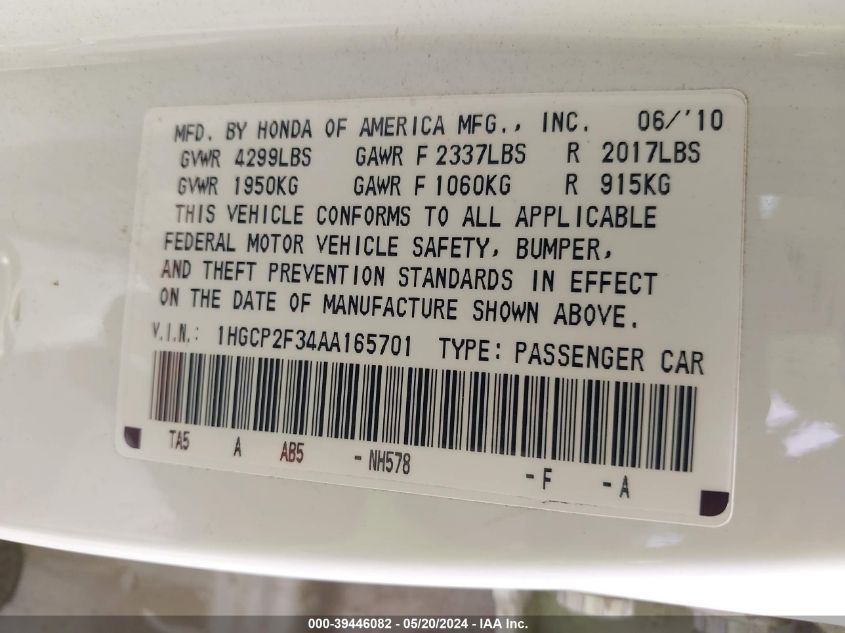 MFD. BY HONDA OF AMERICA MFG., INC. 06/'10
GVWR 4299LBS GAWR F 2337LBS R 2017LBS
GVWR 1950KG GAWR F 1060KG R 915KG
THIS VEHICLE CONFORMS TO ALL APPLICABLE
FEDERAL MOTOR VEHICLE SAFETY, BUMPER,
AND THEFT PREVENTION STANDARDS IN EFFECT
ON THE DATE OF MANUFACTURE SHOWN ABOVE.
V.I.N.: 1HGCP2F34AA165701 TYPE: PASSENGER CAR
TA5 A AB5 - NH578 - F - A
000-39446082 - 05/20/2024 - IAA Inc.